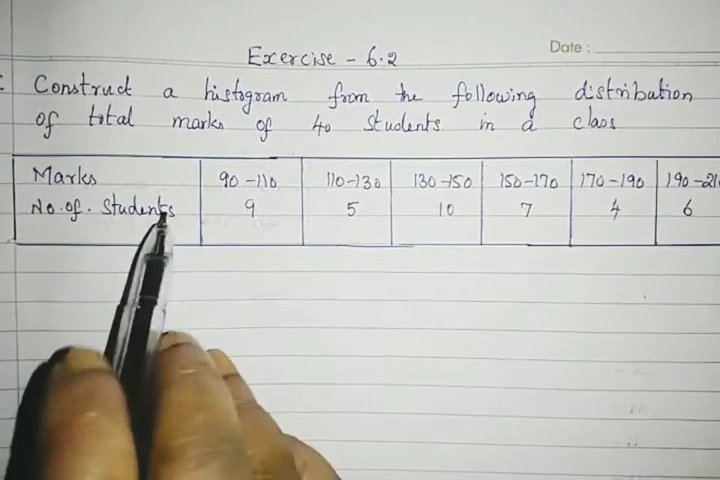 Exercise - 6.2
Date :
Construct a histogram from the following distribution
of total marks of 40 students in a class
Marks 90-110 110-130 130-150 150-170 170-190 190-210
No. of. Students 9 5 10 7 4 6